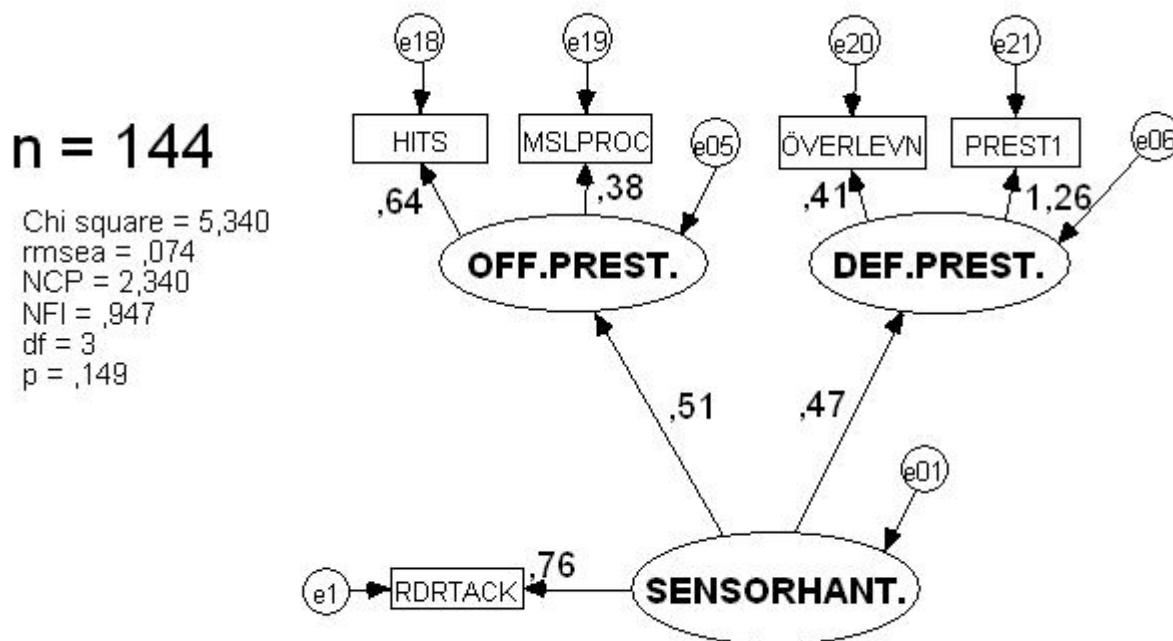 e18
e19
e20
e21
n = 144
HITS
MSLPROC
e05
ÖVERLEVN
PREST1
e06
,64
,38
,41
1,26
Chi square = 5,340
rmsea = ,074
NCP = 2,340
NFI = ,947
df = 3
p = ,149
OFF.PREST.
DEF.PREST.
,51
,47
e01
e1
RDRTACK
,76
SENSORHANT.